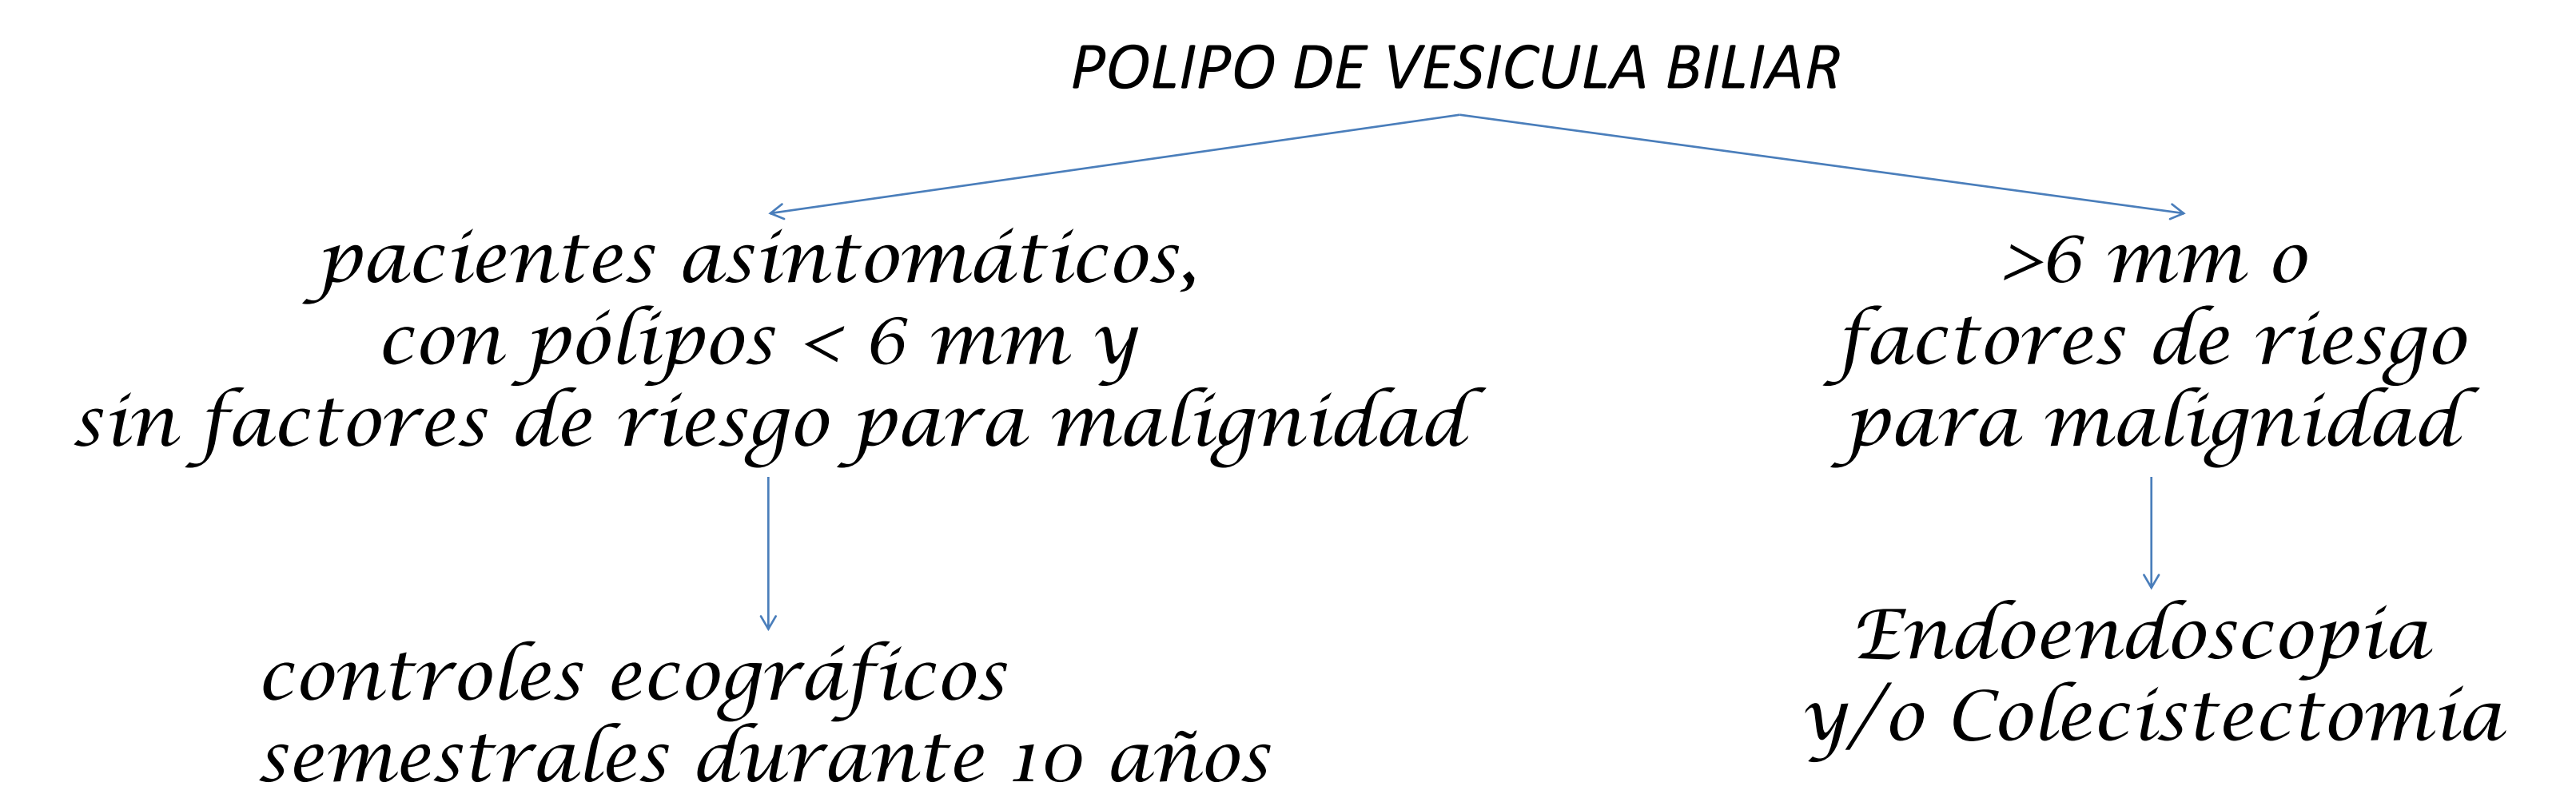 POLIPO DE VESICULA BILIAR
pacientes asintomáticos,
con pólipos < 6 mm y
sin factores de riesgo para malignidad
controles ecográficos
semestrales durante 10 años
>6 mm o
factores de riesgo
para malignidad
Endoendoscopia
y/o Colecistectomía